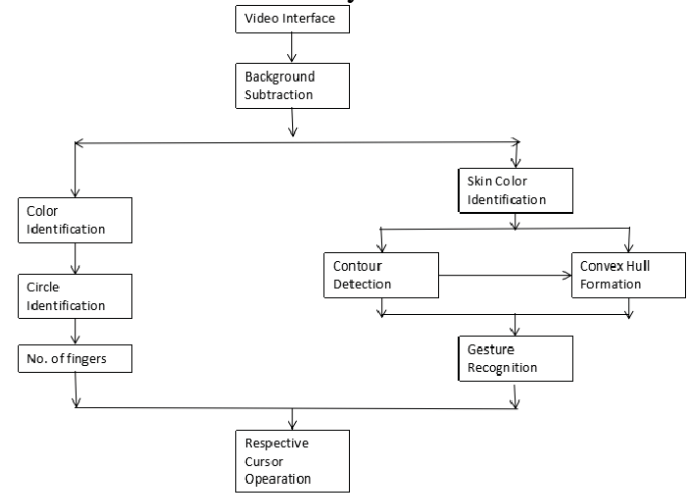 Video Interface
Background
Subtraction
Skin Color
Identification
Color
Identification
Contour
Detection
Convex Hull
Formation
Circle
Identification
No. of fingers
Gesture
Recognition
Respective
Cursor
Opearation